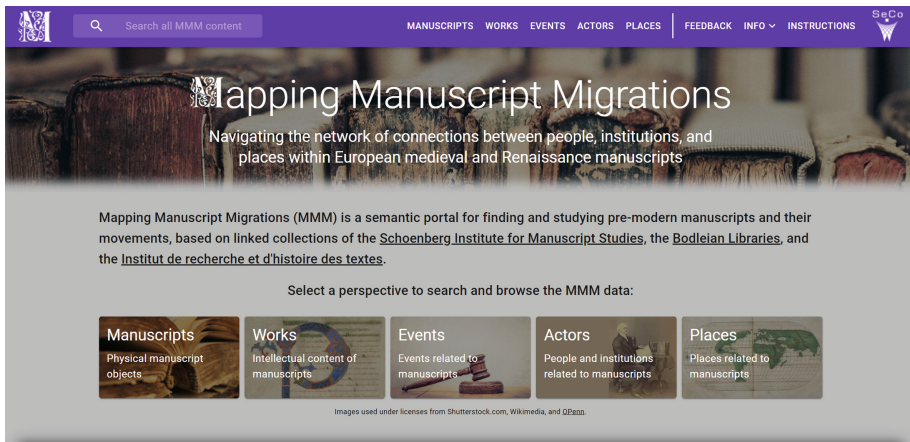 M
Search all MMM content
MANUSCRIPTS WORKS EVENTS ACTORS PLACES FEEDBACK INFO INSTRUCTIONS
SeCo
Mapping Manuscript Migrations
Navigating the network of connections between people, institutions, and
places within European medieval and Renaissance manuscripts
Mapping Manuscript Migrations (MMM) is a semantic portal for finding and studying pre-modern manuscripts and their
movements, based on linked collections of the Schoenberg Institute for Manuscript Studies, the Bodleian Libraries, and
the Institut de recherche et d'histoire des textes.
Select a perspective to search and browse the MMM data:
Manuscripts
Physical manuscript
objects
Works
Intellectual content of
manuscripts
Events
Events related to
manuscripts
Actors
People and institutions
related to manuscripts
Places
Places related to
manuscripts
Images used under licenses from Shutterstock.com, Wikimedia, and OPenn.